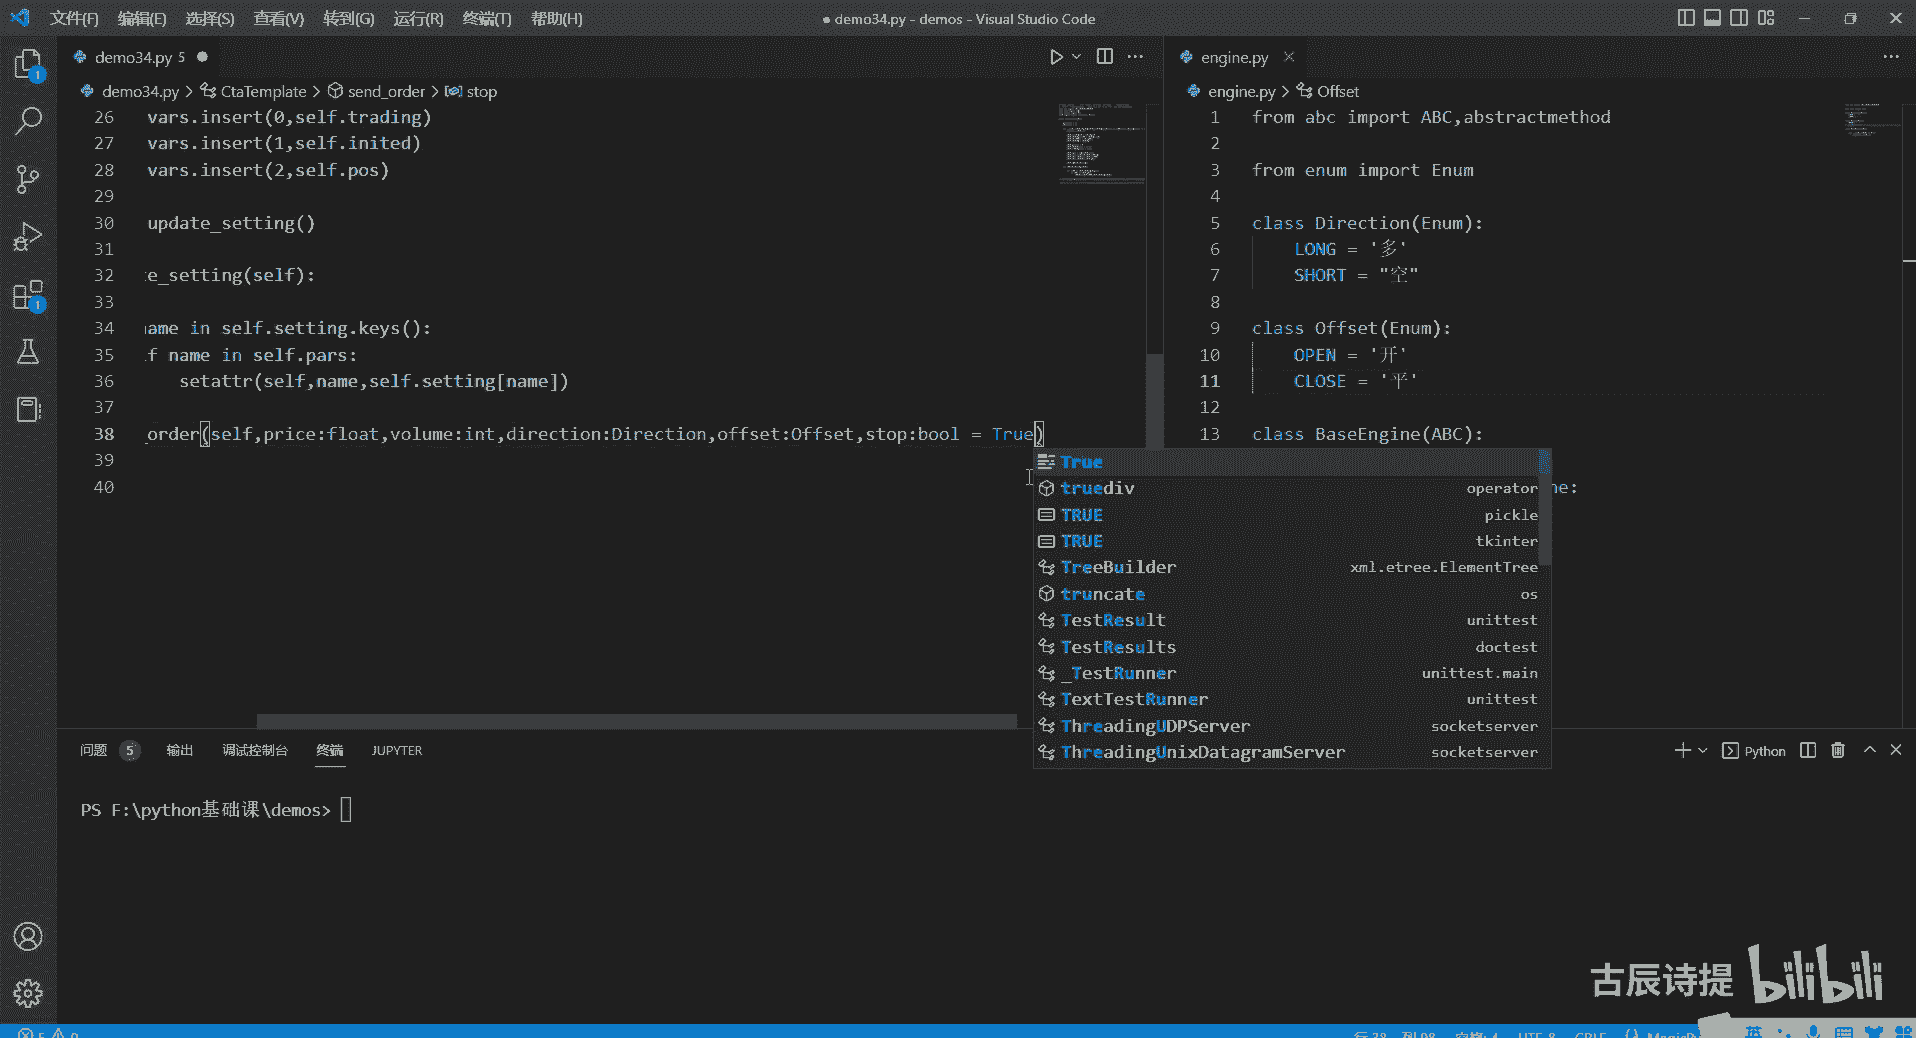 文件(F) 编辑(E) 选择(S) 查看(V) 转到(G) 运行(R) 终端(T) 帮助(H)
● demo34.py - demos - Visual Studio Code
demo34.py 5 ●
demo34.py > CtaTemplate > send_order > stop
26 vars.insert(0,self.trading)
27 vars.insert(1,self.inited)
28 vars.insert(2,self.pos)
29
30 update_setting()
31
32 e_setting(self):
33
34 ame in self.setting.keys():
35 f name in self.pars:
36 setattr(self,name,self.setting[name])
37
38 _order(self,price:float,volume:int,direction:Direction,offset:Offset,stop:bool = True)
39
40
engine.py
engine.py > Offset
1 from abc import ABC,abstractmethod
2
3 from enum import Enum
4
5 class Direction(Enum):
6 LONG = '多'
7 SHORT = "空"
8
9 class Offset(Enum):
10 OPEN = '开'
11 CLOSE = '平'
12
13 class BaseEngine(ABC):
ne:
True
truediv operator
TRUE pickle
TRUE tkinter
TreeBuilder xml.etree.ElementTree
truncate os
TestResult unittest
TestResults doctest
_TestRunner unittest.main
TextTestRunner unittest
ThreadingUDPServer socketserver
ThreadingUnixDatagramServer socketserver
问题 5 输出 调试控制台 终端 JUPYTER
Python
PS F:\python基础课\demos>
古辰诗提 bilibili
1
1
英